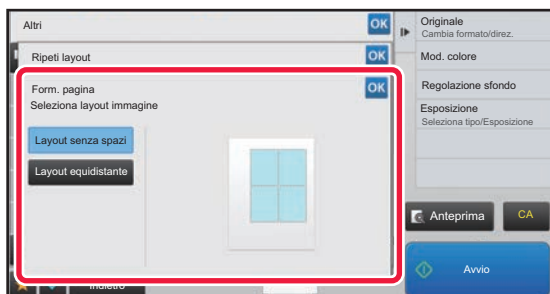 Altri
OK
Ripeti layout
OK
Form. pagina
OK
Seleziona layout immagine
Layout senza spazi
Layout equidistante
Indietro
Originale
Cambia formato/direz.
Mod. colore
Regolazione sfondo
Esposizione
Seleziona tipo/Esposizione
Anteprima
CA
Avvio